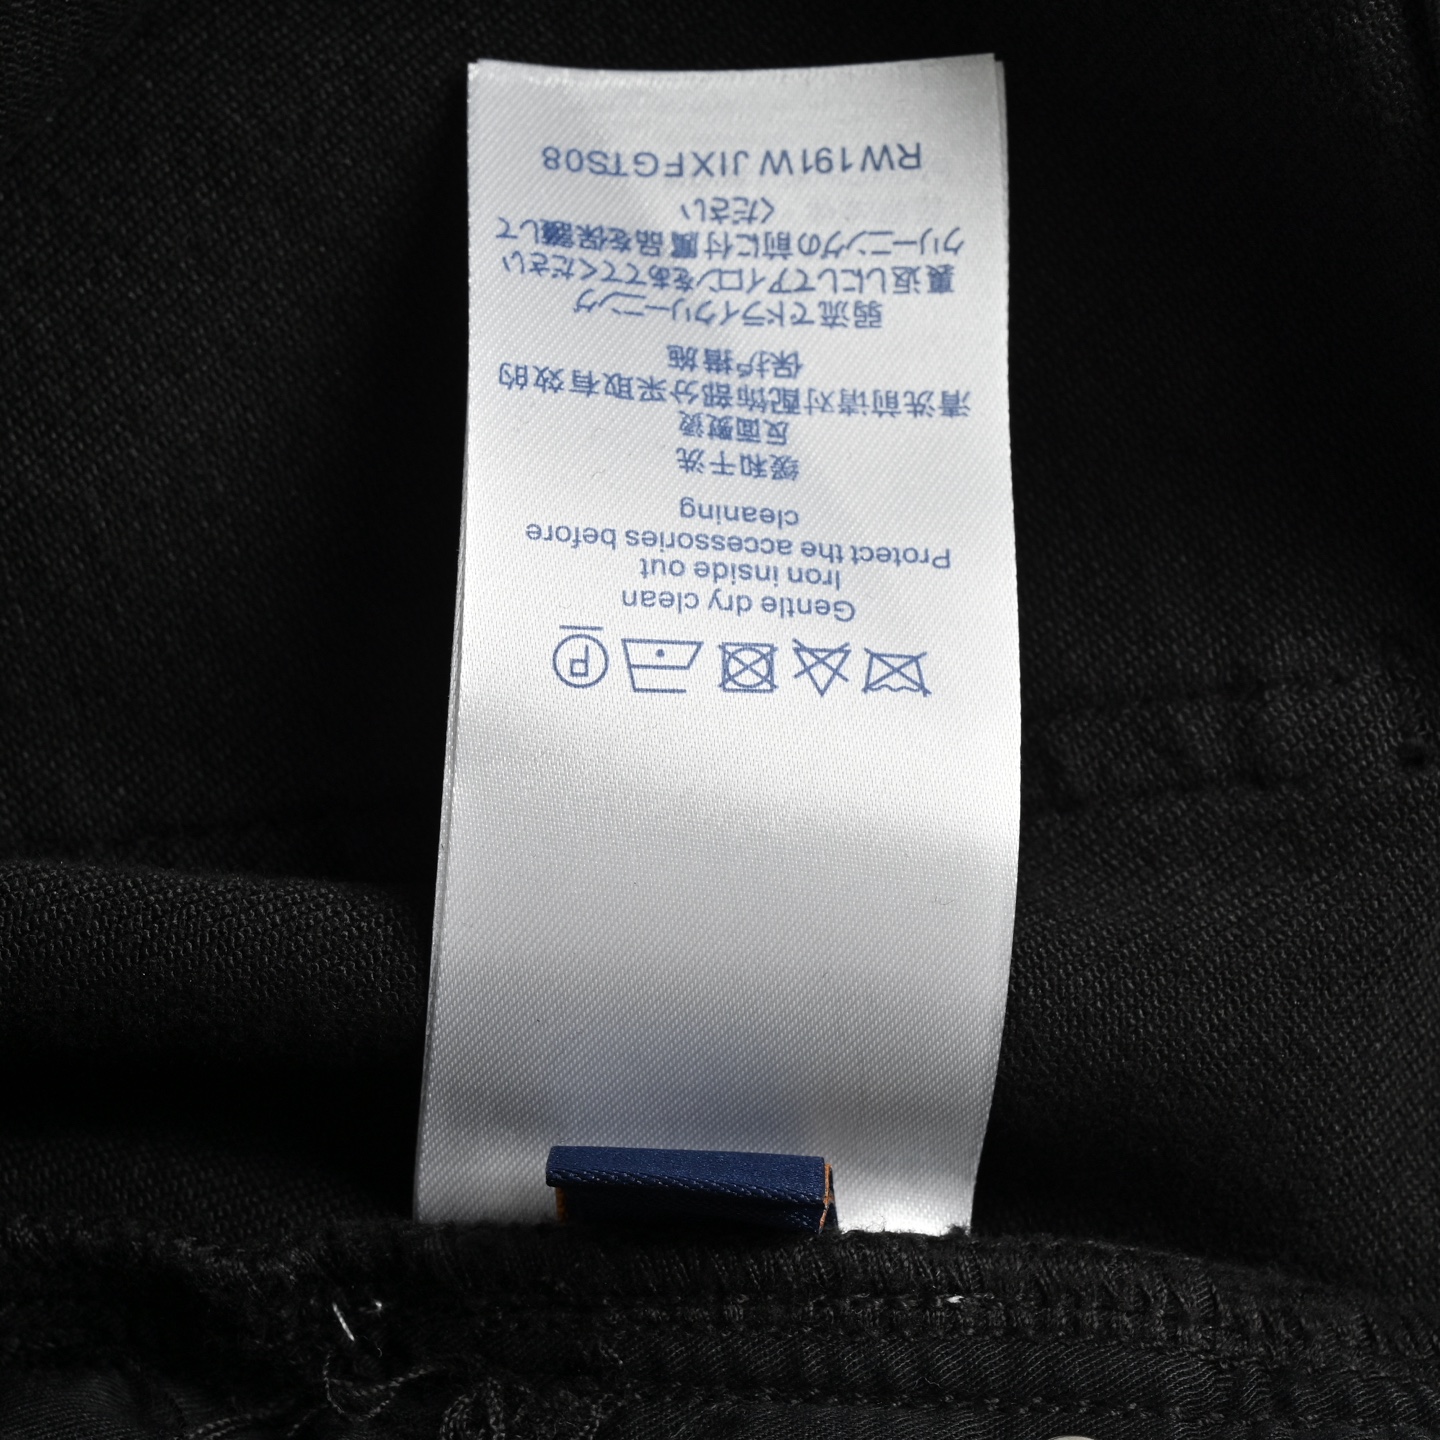 Gentle dry clean
Iron inside out
Protect the accessories before
cleaning
缓和干洗
反面熨烫
清洗前请对配饰部分采取有效的
保护措施
弱流でドライクリーニング
裏返しにしてアイロンをあててください
クリーニングの前に付属品を保護して
ください
RW191WJIXFGTS08